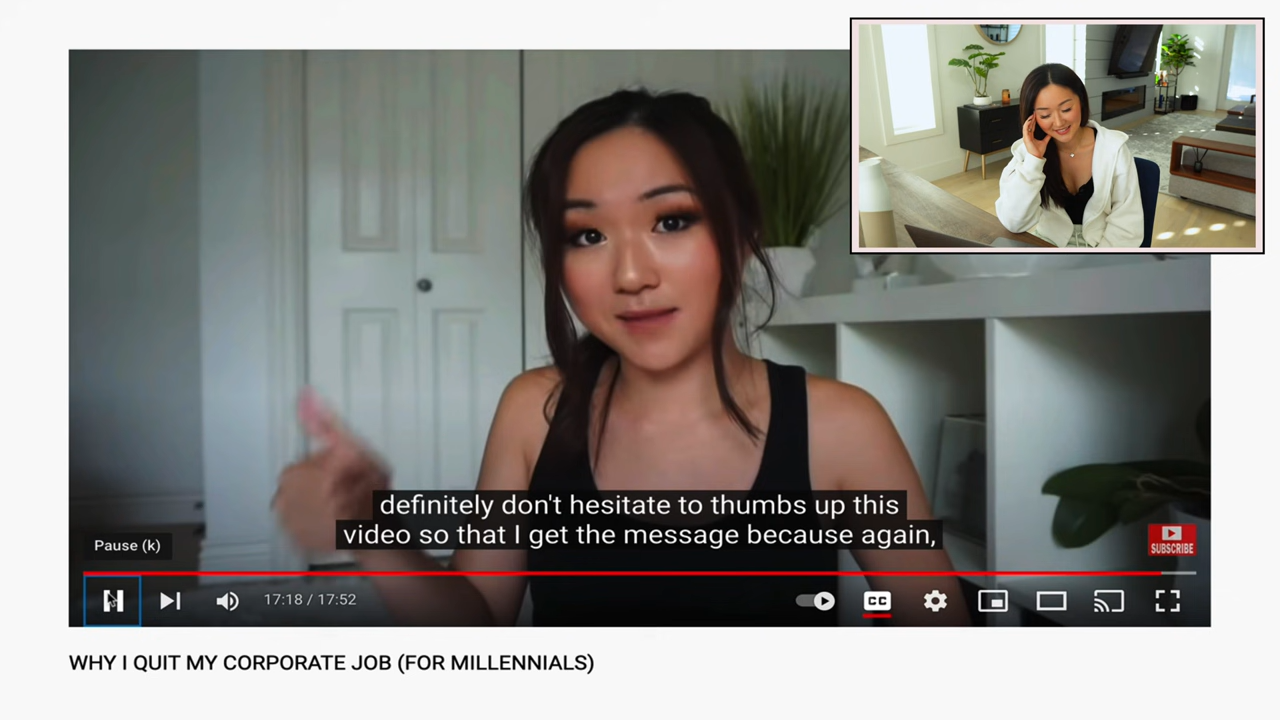 definitely don't hesitate to thumbs up this
video so that I get the message because again,
Pause (k)
SUBSCRIBE
17:18 / 17:52
CC
WHY I QUIT MY CORPORATE JOB (FOR MILLENNIALS)